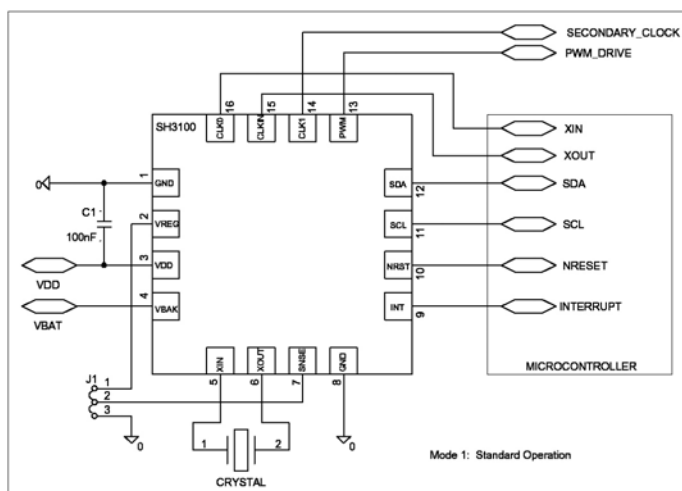 SECONDARY_CLOCK
PWM_DRIVE
16
15
14
13
SH3100
CLK0
CLKIN
CLK1
PWM
XIN
XOUT
0
1
GND
SDA
12
SDA
C1
100nF
2
VREG
SCL
11
SCL
3
VDD
NRST
10
NRESET
VDD
4
VBAK
INT
9
INTERRUPT
VBAT
XIN
XOUT
SNSE
GND
MICROCONTROLLER
J1
1
2
3
5
6
7
8
0
0
1
2
CRYSTAL
Mode 1: Standard Operation